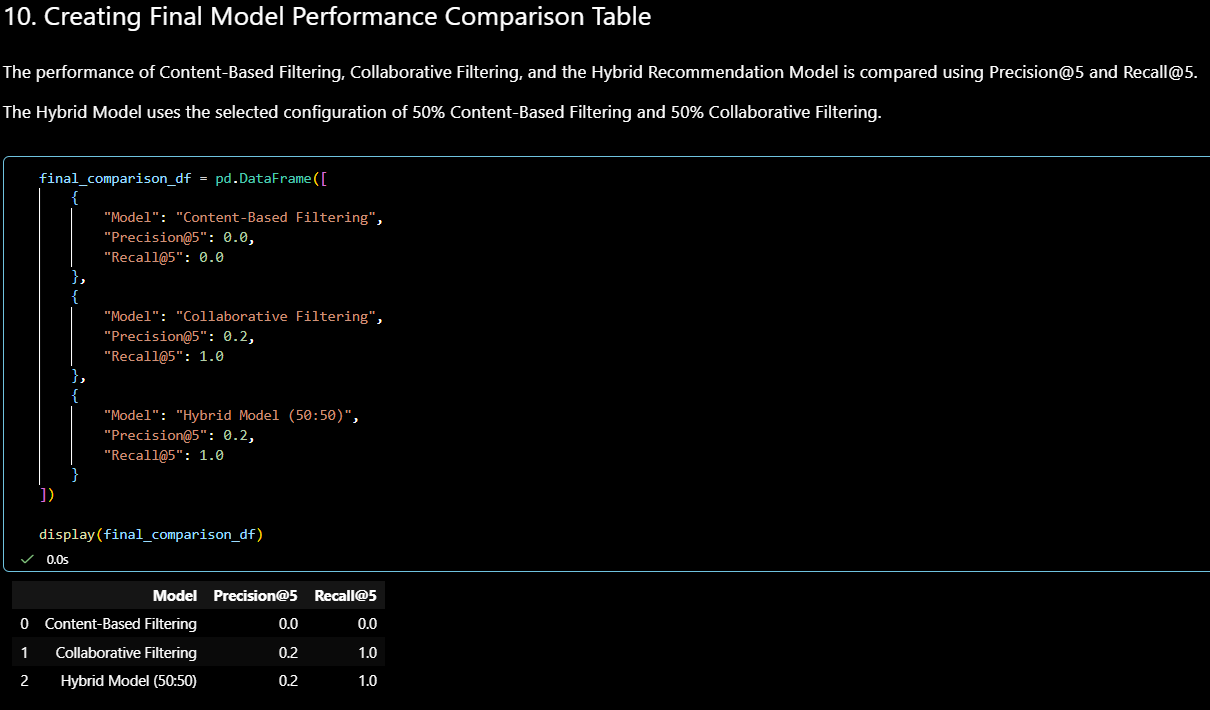 10. Creating Final Model Performance Comparison Table
The performance of Content-Based Filtering, Collaborative Filtering, and the Hybrid Recommendation Model is compared using Precision@5 and Recall@5.
The Hybrid Model uses the selected configuration of 50% Content-Based Filtering and 50% Collaborative Filtering.
final_comparison_df = pd.DataFrame([
    {
        "Model": "Content-Based Filtering",
        "Precision@5": 0.0,
        "Recall@5": 0.0
    },
    {
        "Model": "Collaborative Filtering",
        "Precision@5": 0.2,
        "Recall@5": 1.0
    },
    {
        "Model": "Hybrid Model (50:50)",
        "Precision@5": 0.2,
        "Recall@5": 1.0
    }
])
display(final_comparison_df)
✓ 0.0s
Model Precision@5 Recall@5
0 Content-Based Filtering 0.0 0.0
1 Collaborative Filtering 0.2 1.0
2 Hybrid Model (50:50) 0.2 1.0